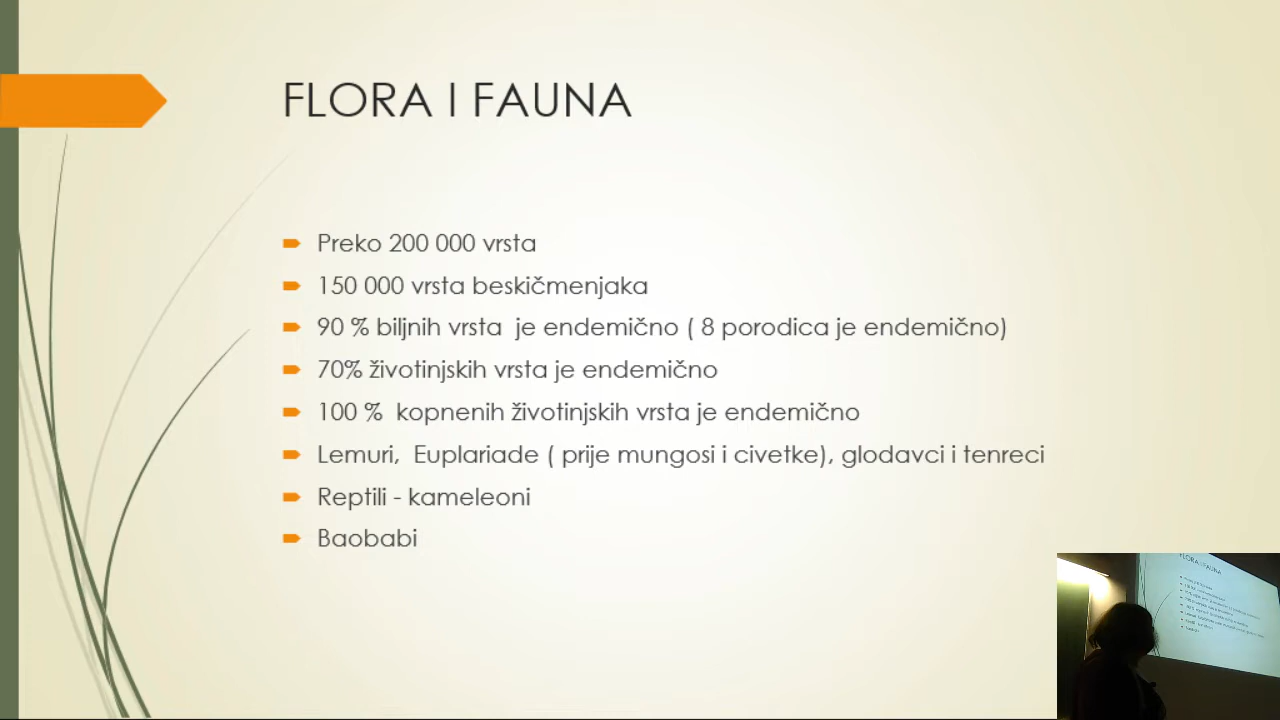 FLORA I FAUNA
Preko 200 000 vrsta
150 000 vrsta beskičmenjaka
90 % biljnih vrsta  je endemično ( 8 porodica je endemično)
70% životinjskih vrsta je endemično
100 %  kopnenih životinjskih vrsta je endemično
Lemuri,  Euplariade ( prije mungosi i civetke), glodavci i tenreci
Reptili - kameleoni
Baobabi
FLORA I FAUNA